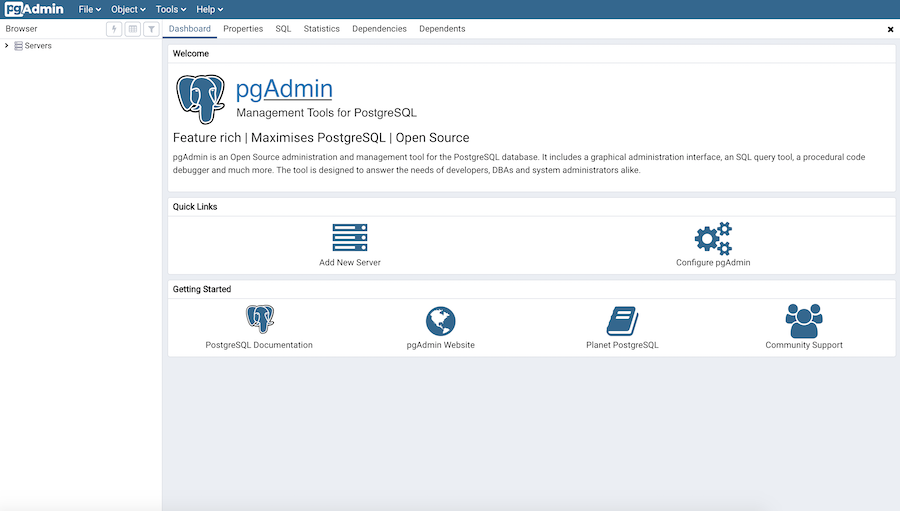 pgAdmin File Object Tools Help
Browser
Dashboard Properties SQL Statistics Dependencies Dependents
Servers
Welcome
pgAdmin
Management Tools for PostgreSQL
Feature rich | Maximises PostgreSQL | Open Source
pgAdmin is an Open Source administration and management tool for the PostgreSQL database. It includes a graphical administration interface, an SQL query tool, a procedural code
debugger and much more. The tool is designed to answer the needs of developers, DBAs and system administrators alike.
Quick Links
Add New Server Configure pgAdmin
Getting Started
PostgreSQL Documentation pgAdmin Website Planet PostgreSQL Community Support